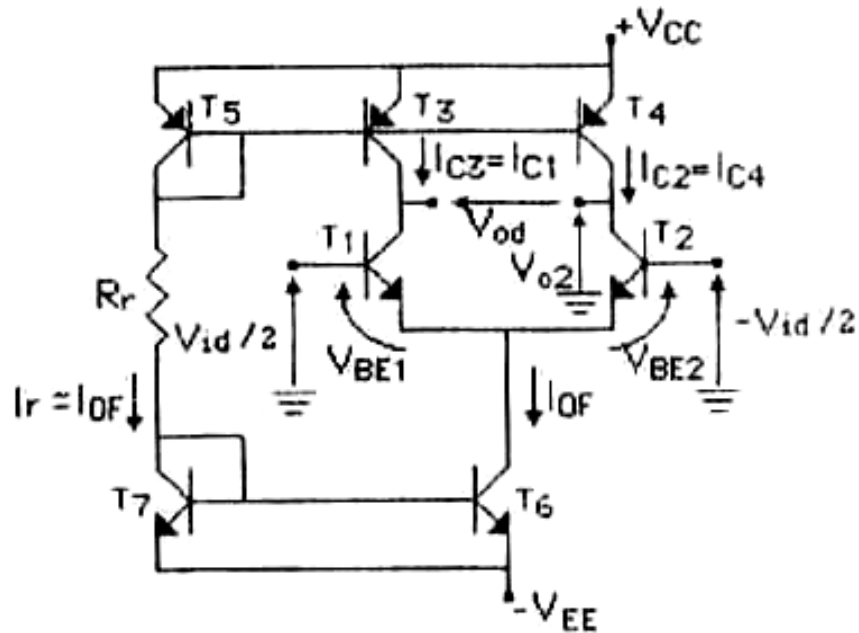 +VCC
T5
T3
T4
IC3=IC1
IC2=IC4
Vod
T1
T2
Vo2
Rr
Vid/2
-Vid/2
VBE1
VBE2
Ir ≃IOF
IOF
T7
T6
-VEE